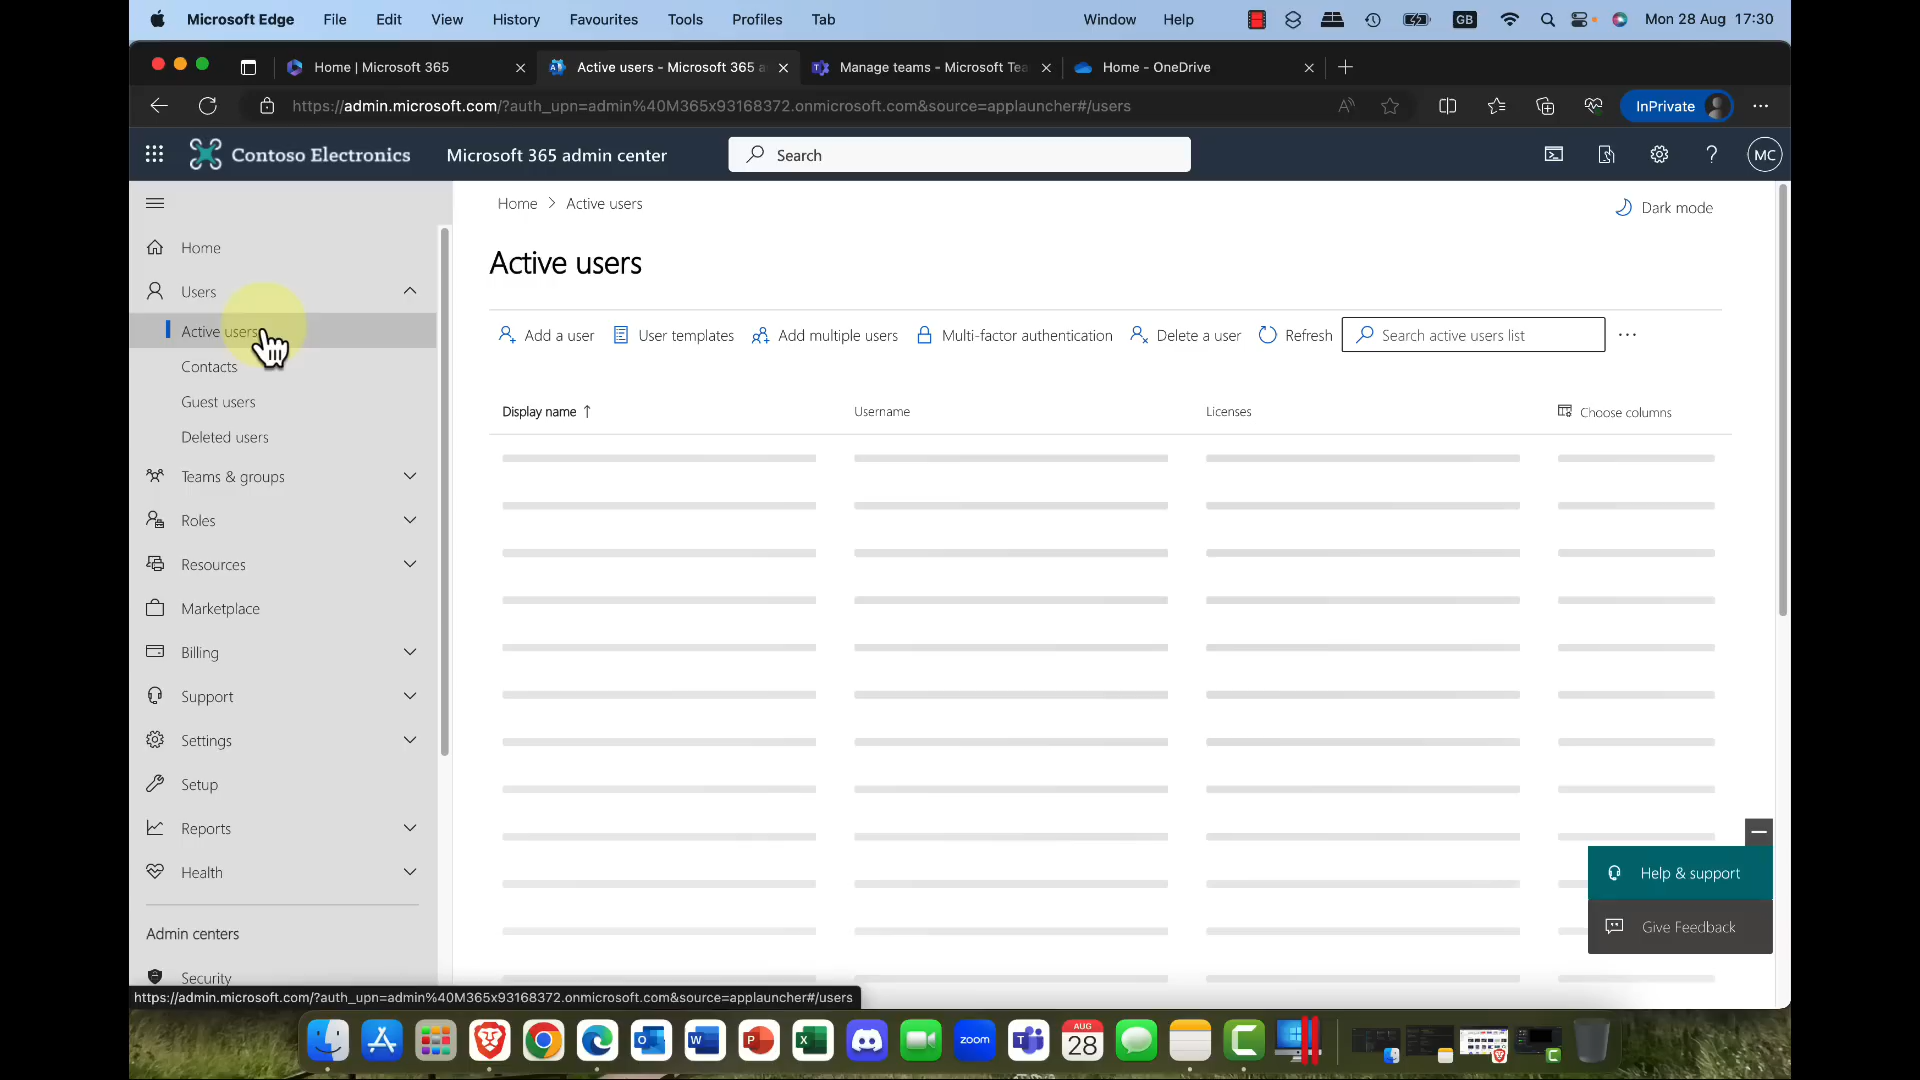 Microsoft Edge File Edit View History Favourites Tools Profiles Tab Window Help GB Mon 28 Aug 17:30
Home | Microsoft 365 Active users - Microsoft 365 a Manage teams - Microsoft Tea Home - OneDrive
https://admin.microsoft.com/?auth_upn=admin%40M365x93168372.onmicrosoft.com&source=applauncher#/users InPrivate
Contoso Electronics Microsoft 365 admin center Search MC
Home > Active users Dark mode
Home
Active users
Users
Active users
Add a user User templates Add multiple users Multi-factor authentication Delete a user Refresh Search active users list
Contacts
Guest users
Display name ↑ Username Licenses Choose columns
Deleted users
Teams & groups
Roles
Resources
Marketplace
Billing
Support
Settings
Setup
Reports
Health
Help & support
Give Feedback
Admin centers
Security
https://admin.microsoft.com/?auth_upn=admin%40M365x93168372.onmicrosoft.com&source=applauncher#/users
zoom AUG 28